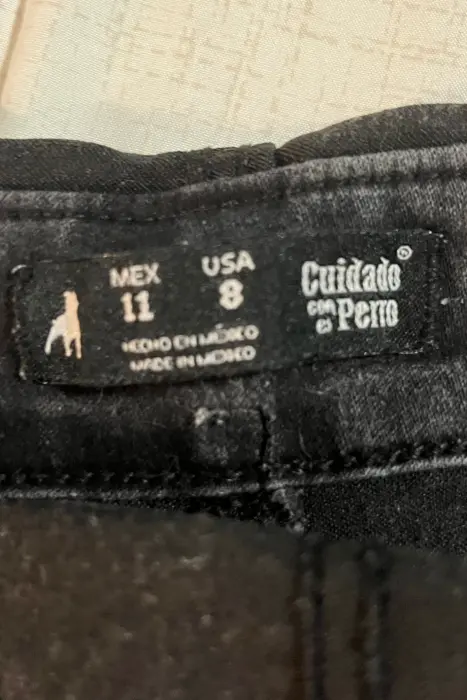 MEX USA
11 8
HECHO EN MÉXICO
MADE IN MEXICO
Cuidado®
con
el Perro